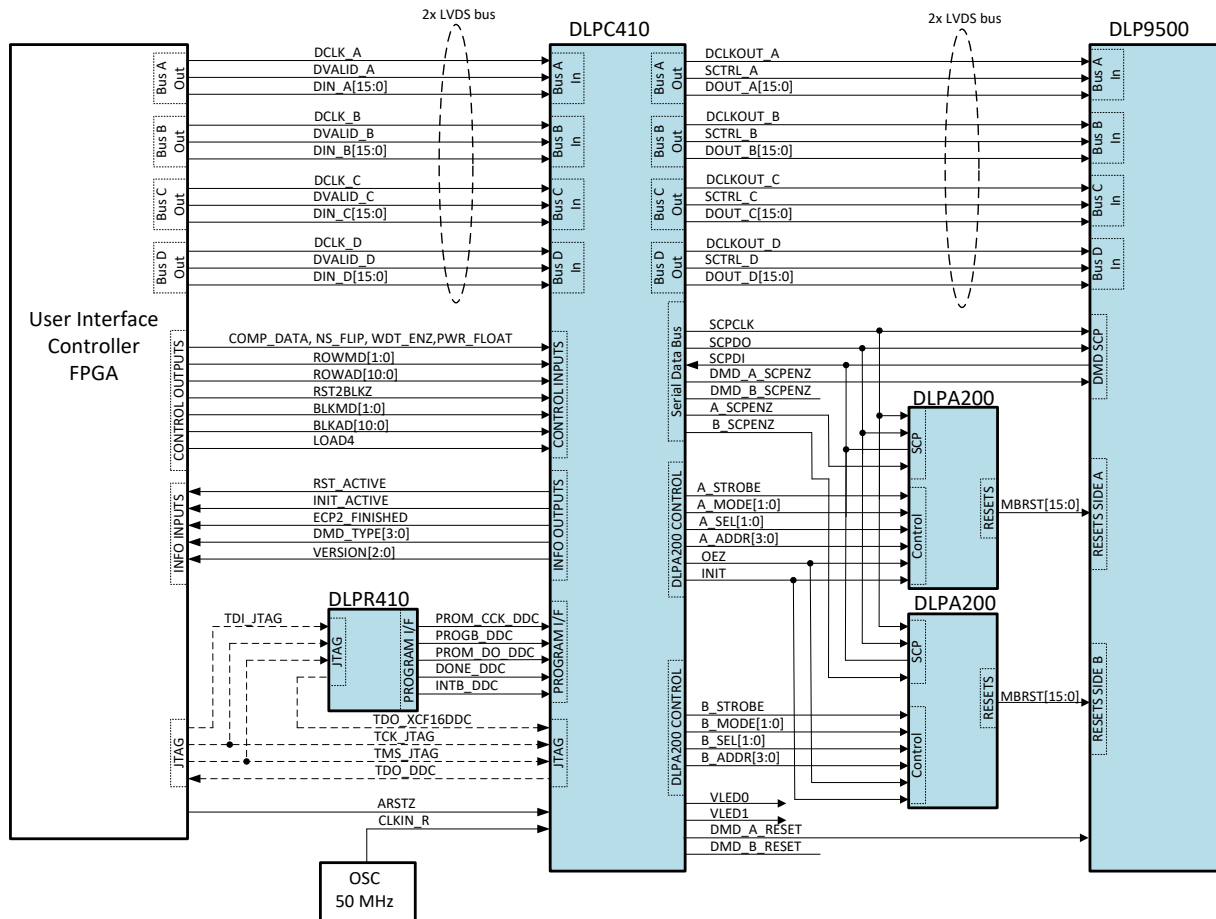 2x LVDS bus
2x LVDS bus
DLPC410
DLP9500
User Interface
Controller
FPGA
Bus A
Out
DCLK_A
DVALID_A
DIN_A[15:0]
Bus A
In
Bus B
Out
DCLK_B
DVALID_B
DIN_B[15:0]
Bus B
In
Bus C
Out
DCLK_C
DVALID_C
DIN_C[15:0]
Bus C
In
Bus D
Out
DCLK_D
DVALID_D
DIN_D[15:0]
Bus D
In
Bus A
Out
DCLKOUT_A
SCTRL_A
DOUT_A[15:0]
Bus A
In
Bus B
Out
DCLKOUT_B
SCTRL_B
DOUT_B[15:0]
Bus B
In
Bus C
Out
DCLKOUT_C
SCTRL_C
DOUT_C[15:0]
Bus C
In
Bus D
Out
DCLKOUT_D
SCTRL_D
DOUT_D[15:0]
Bus D
In
CONTROL OUTPUTS
COMP_DATA, NS_FLIP, WDT_ENZ,PWR_FLOAT
ROWMD[1:0]
ROWAD[10:0]
RST2BLKZ
BLKMD[1:0]
BLKAD[10:0]
LOAD4
CONTROL INPUTS
INFO INPUTS
RST_ACTIVE
INIT_ACTIVE
ECP2_FINISHED
DMD_TYPE[3:0]
VERSION[2:0]
INFO OUTPUTS
DLPR410
TDI_JTAG
JTAG
PROGRAM I/F
PROM_CCK_DDC
PROGB_DDC
PROM_DO_DDC
DONE_DDC
INTB_DDC
PROGRAM I/F
JTAG
TDO_XCF16DDC
TCK_JTAG
TMS_JTAG
TDO_DDC
JTAG
ARSTZ
CLKIN_R
OSC
50 MHz
Serial Data Bus
SCPCLK
SCPDO
SCPDI
DMD_A_SCPENZ
DMD_B_SCPENZ
A_SCPENZ
B_SCPENZ
DMD SCP
DLPA200 CONTROL
A_STROBE
A_MODE[1:0]
A_SEL[1:0]
A_ADDR[3:0]
OEZ
INIT
DLPA200
SCP
Control
RESETS
MBRST[15:0]
RESETS SIDE A
DLPA200 CONTROL
B_STROBE
B_MODE[1:0]
B_SEL[1:0]
B_ADDR[3:0]
DLPA200
SCP
Control
RESETS
MBRST[15:0]
RESETS SIDE B
VLED0
VLED1
DMD_A_RESET
DMD_B_RESET